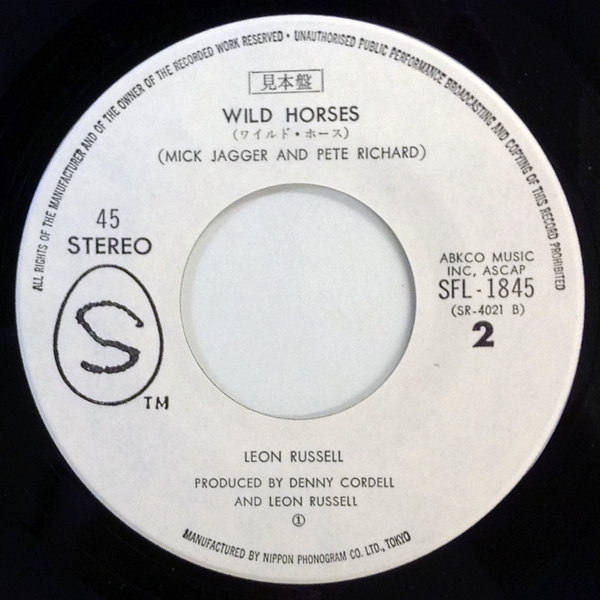 ALL RIGHTS OF THE MANUFACTURER AND OF THE OWNER OF THE RECORDED WORK RESERVED • UNAUTHORISED PUBLIC PERFORMANCE BROADCASTING AND COPYING OF THIS RECORD PROHIBITED
見本盤
WILD HORSES
(ワイルド・ホース)
(MICK JAGGER AND PETE RICHARD)
45
STEREO
S
TM
ABKCO MUSIC
INC, ASCAP
SFL-1845
(SR-4021 B)
2
LEON RUSSELL
PRODUCED BY DENNY CORDELL
AND LEON RUSSELL
①
MANUFACTURED BY NIPPON PHONOGRAM CO. LTD., TOKYO